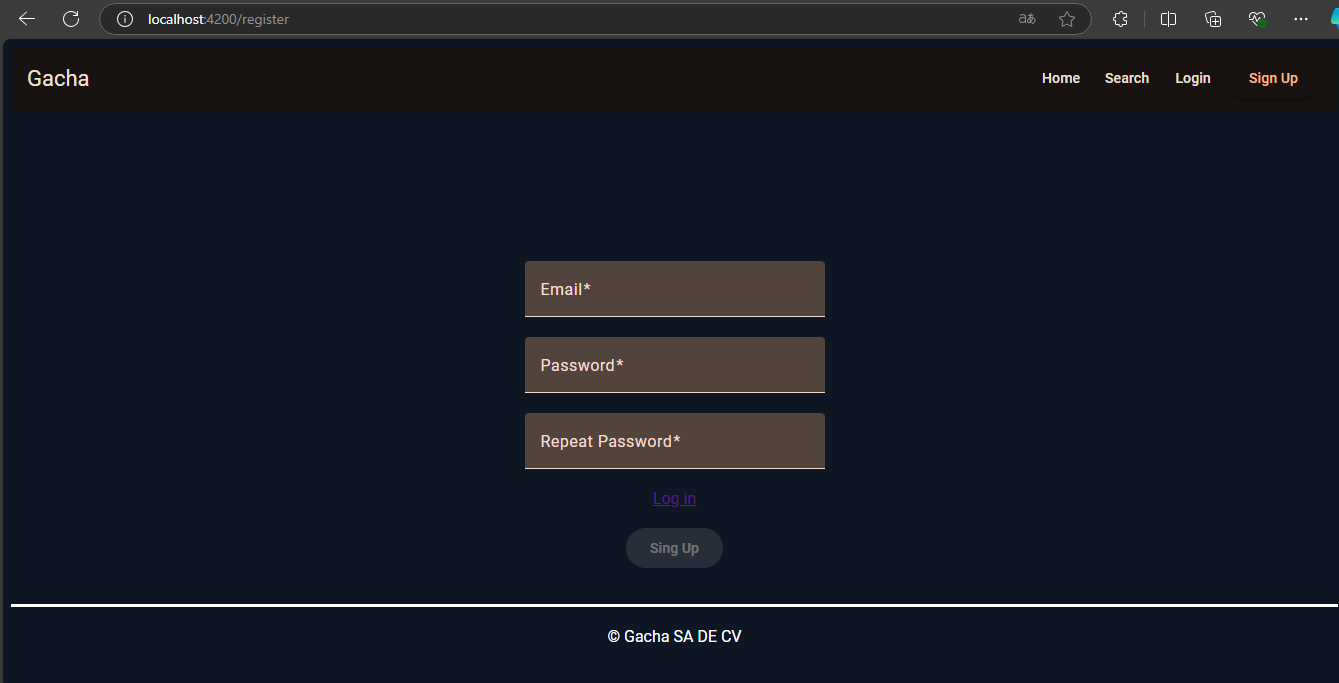 localhost:4200/register
Gacha
Home Search Login Sign Up
Email*
Password*
Repeat Password*
Log in
Sing Up
© Gacha SA DE CV